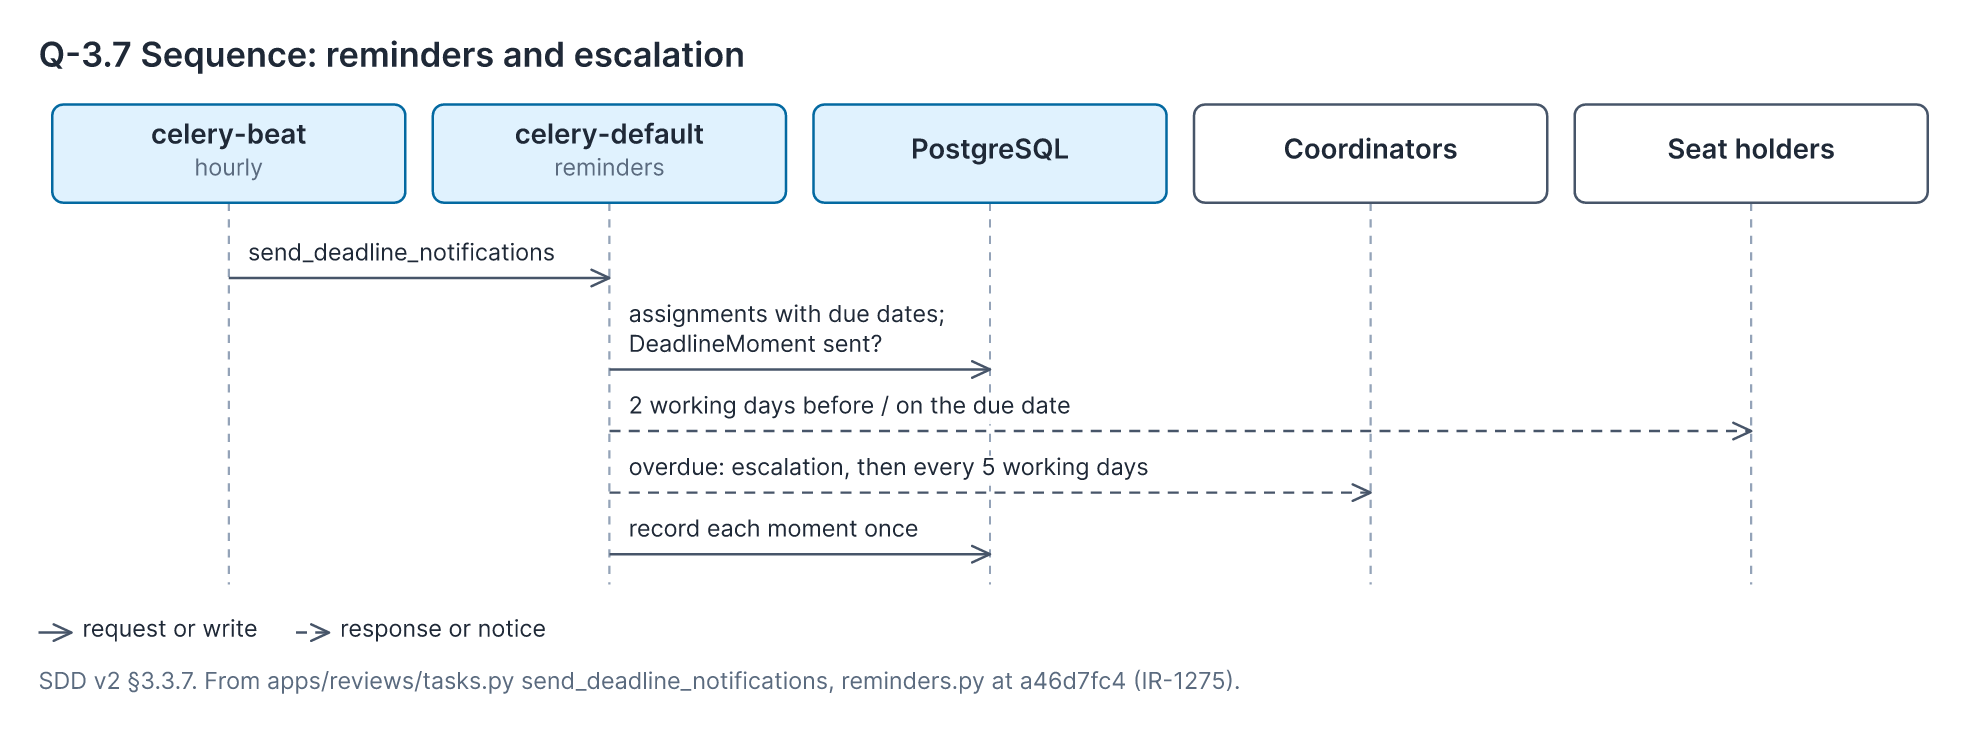 Q-3.7 Sequence: reminders and escalation
celery-beat
hourly
celery-default
reminders
PostgreSQL
Coordinators
Seat holders
send_deadline_notifications
assignments with due dates;
DeadlineMoment sent?
2 working days before / on the due date
overdue: escalation, then every 5 working days
record each moment once
request or write
response or notice
SDD v2 §3.3.7. From apps/reviews/tasks.py send_deadline_notifications, reminders.py at a46d7fc4 (IR-1275).